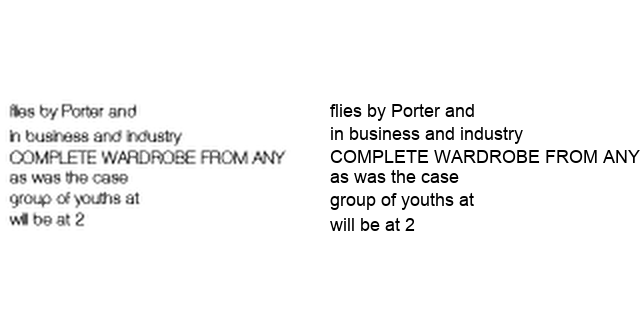 flies by Porter and
in business and industry
COMPLETE WARDROBE FROM ANY
as was the case
group of youths at
will be at 2
flies by Porter and
in business and industry
COMPLETE WARDROBE FROM ANY
as was the case
group of youths at
will be at 2